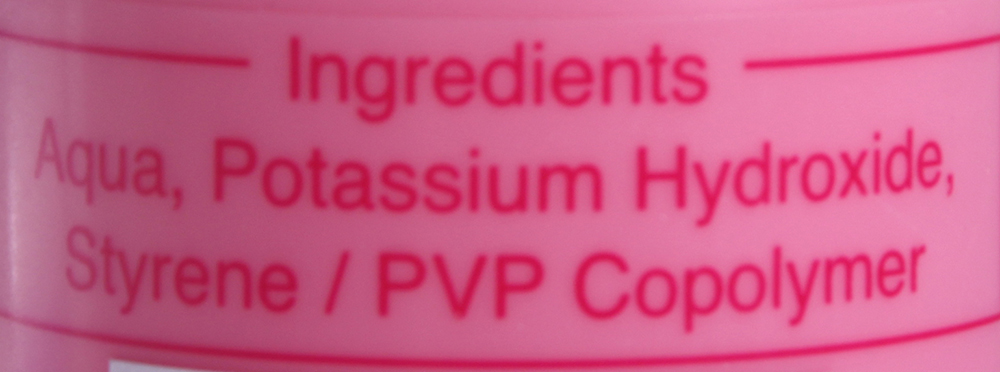 Ingredients
Aqua, Potassium Hydroxide,
Styrene / PVP Copolymer